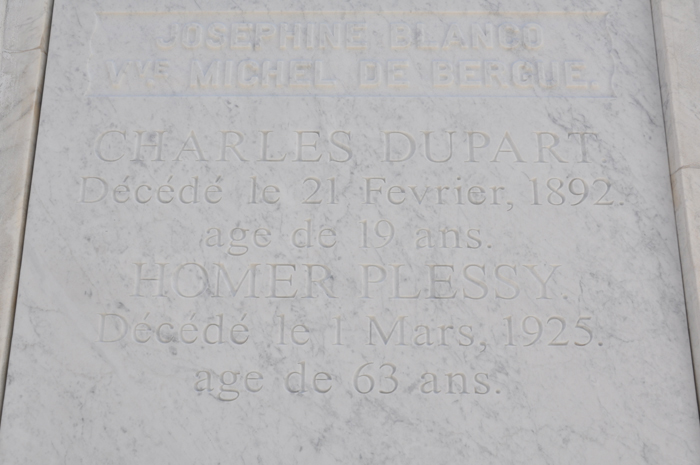 JOSEPHINE BLANCO
VVE MICHEL DE BERGUE.
CHARLES DUPART
Décédé le 21 Fevrier, 1892.
age de 19 ans.
HOMER PLESSY.
Décédé le 1 Mars, 1925.
age de 63 ans.